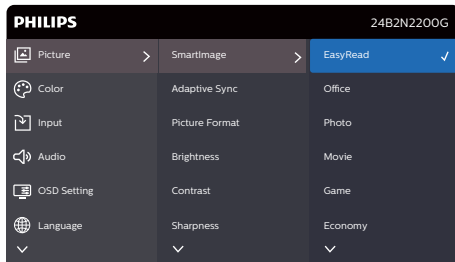 PHILIPS 24B2N2200G
Picture SmartImage EasyRead
Color Adaptive Sync Office
Input Picture Format Photo
Audio Brightness Movie
OSD Setting Contrast Game
Language Sharpness Economy